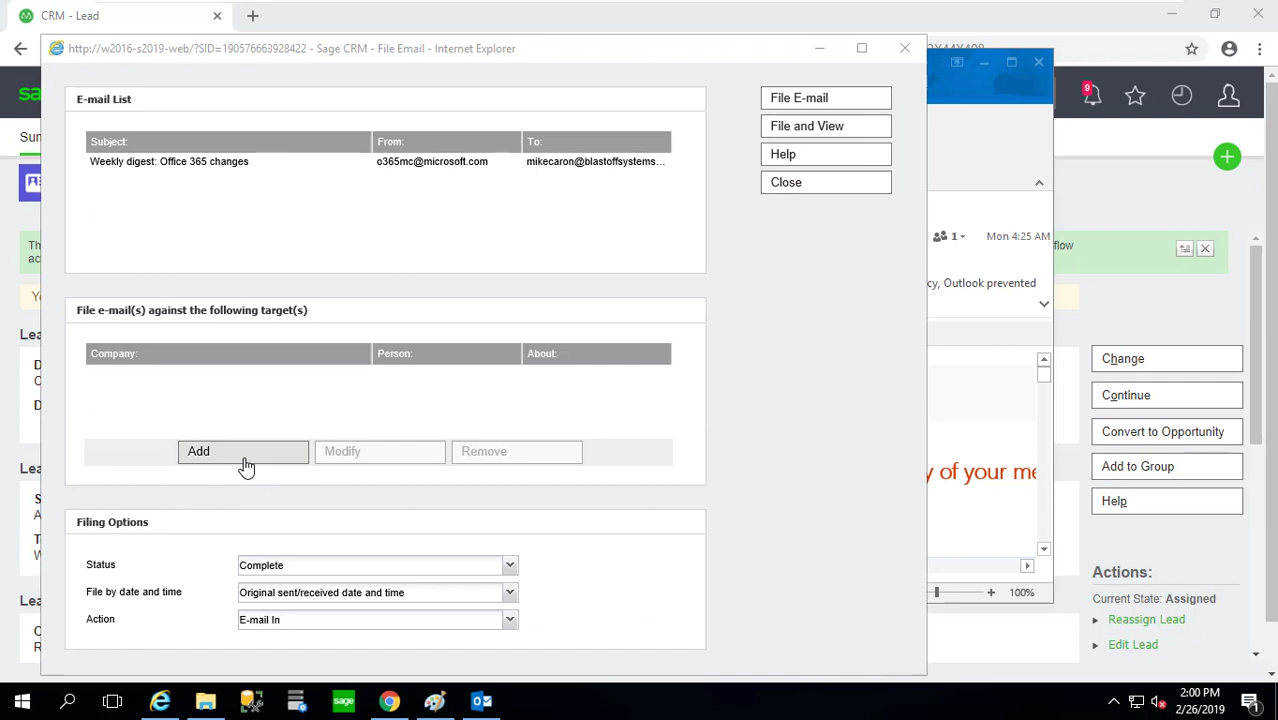 CRM - Lead
http://w2016-s2019-web/?SID=190576663928422 - Sage CRM - File Email - Internet Explorer
E-mail List
Subject: From: To:
Weekly digest: Office 365 changes o365mc@microsoft.com mikecaron@blastoffsystems...
File E-mail
File and View
Help
Close
9
1
Mon 4:25 AM
cy, Outlook prevented
flow
File e-mail(s) against the following target(s)
Company: Person: About:
Add Modify Remove
y of your me
100%
Filing Options
Status Complete
File by date and time Original sent/received date and time
Action E-mail In
Change
Continue
Convert to Opportunity
Add to Group
Help
Actions:
Current State: Assigned
Reassign Lead
Edit Lead
sage
2:00 PM
2/26/2019
1